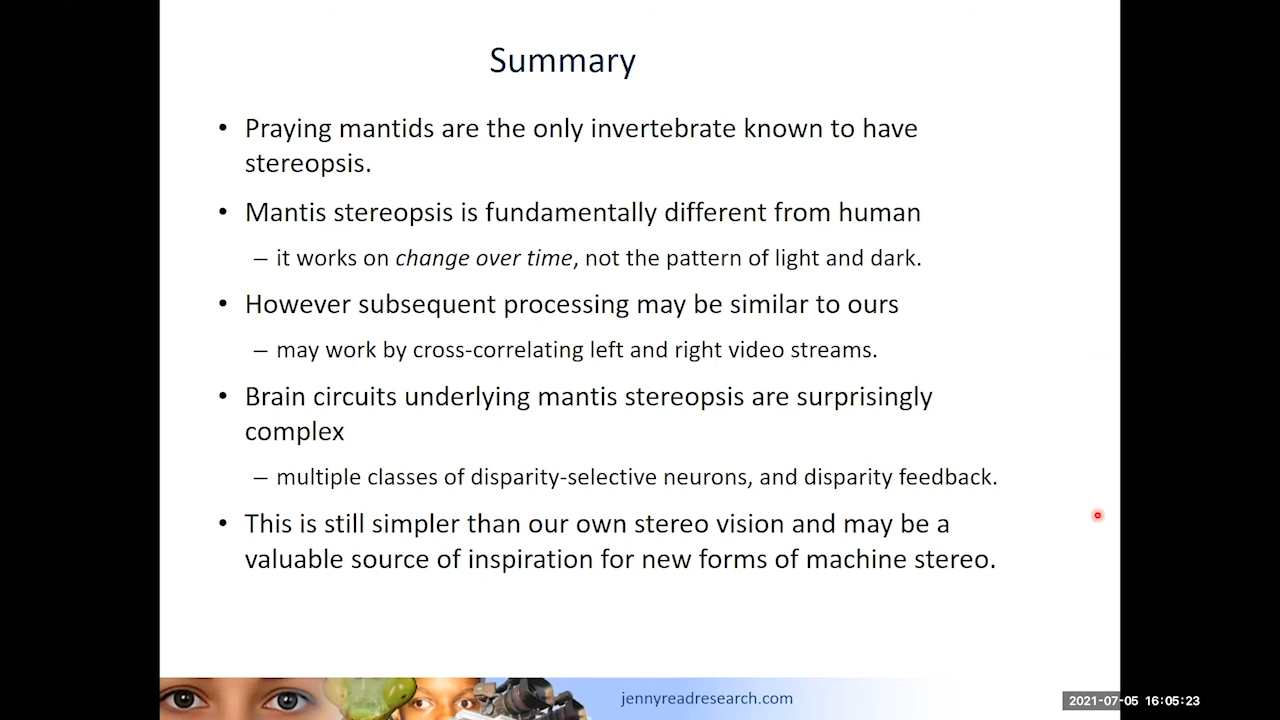 Summary
• Praying mantids are the only invertebrate known to have
stereopsis.
• Mantis stereopsis is fundamentally different from human
– it works on change over time, not the pattern of light and dark.
• However subsequent processing may be similar to ours
– may work by cross-correlating left and right video streams.
• Brain circuits underlying mantis stereopsis are surprisingly
complex
– multiple classes of disparity-selective neurons, and disparity feedback.
• This is still simpler than our own stereo vision and may be a
valuable source of inspiration for new forms of machine stereo.
jennyreadresearch.com
2021-07-05 16:05:23